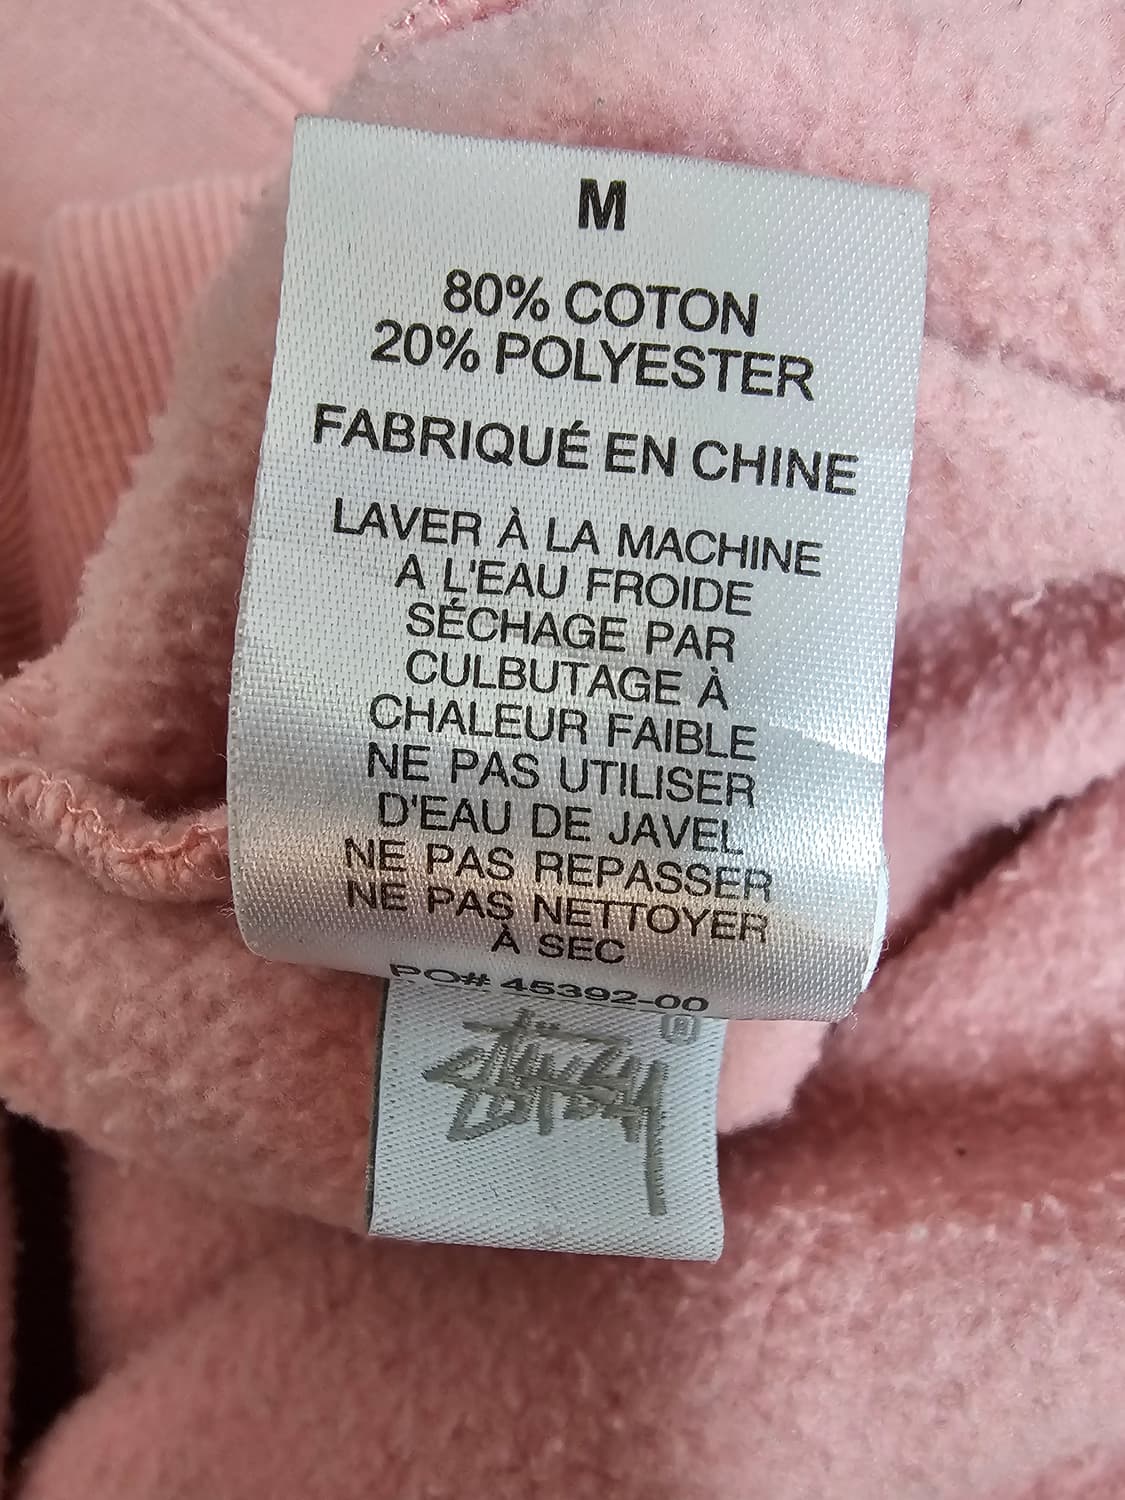 M
80% COTON
20% POLYESTER
FABRIQUÉ EN CHINE
LAVER À LA MACHINE
A L'EAU FROIDE
SÉCHAGE PAR
CULBUTAGE À
CHALEUR FAIBLE
NE PAS UTILISER
D'EAU DE JAVEL
NE PAS REPASSER
NE PAS NETTOYER
À SEC
PO# 45392-00
Stüssy ®